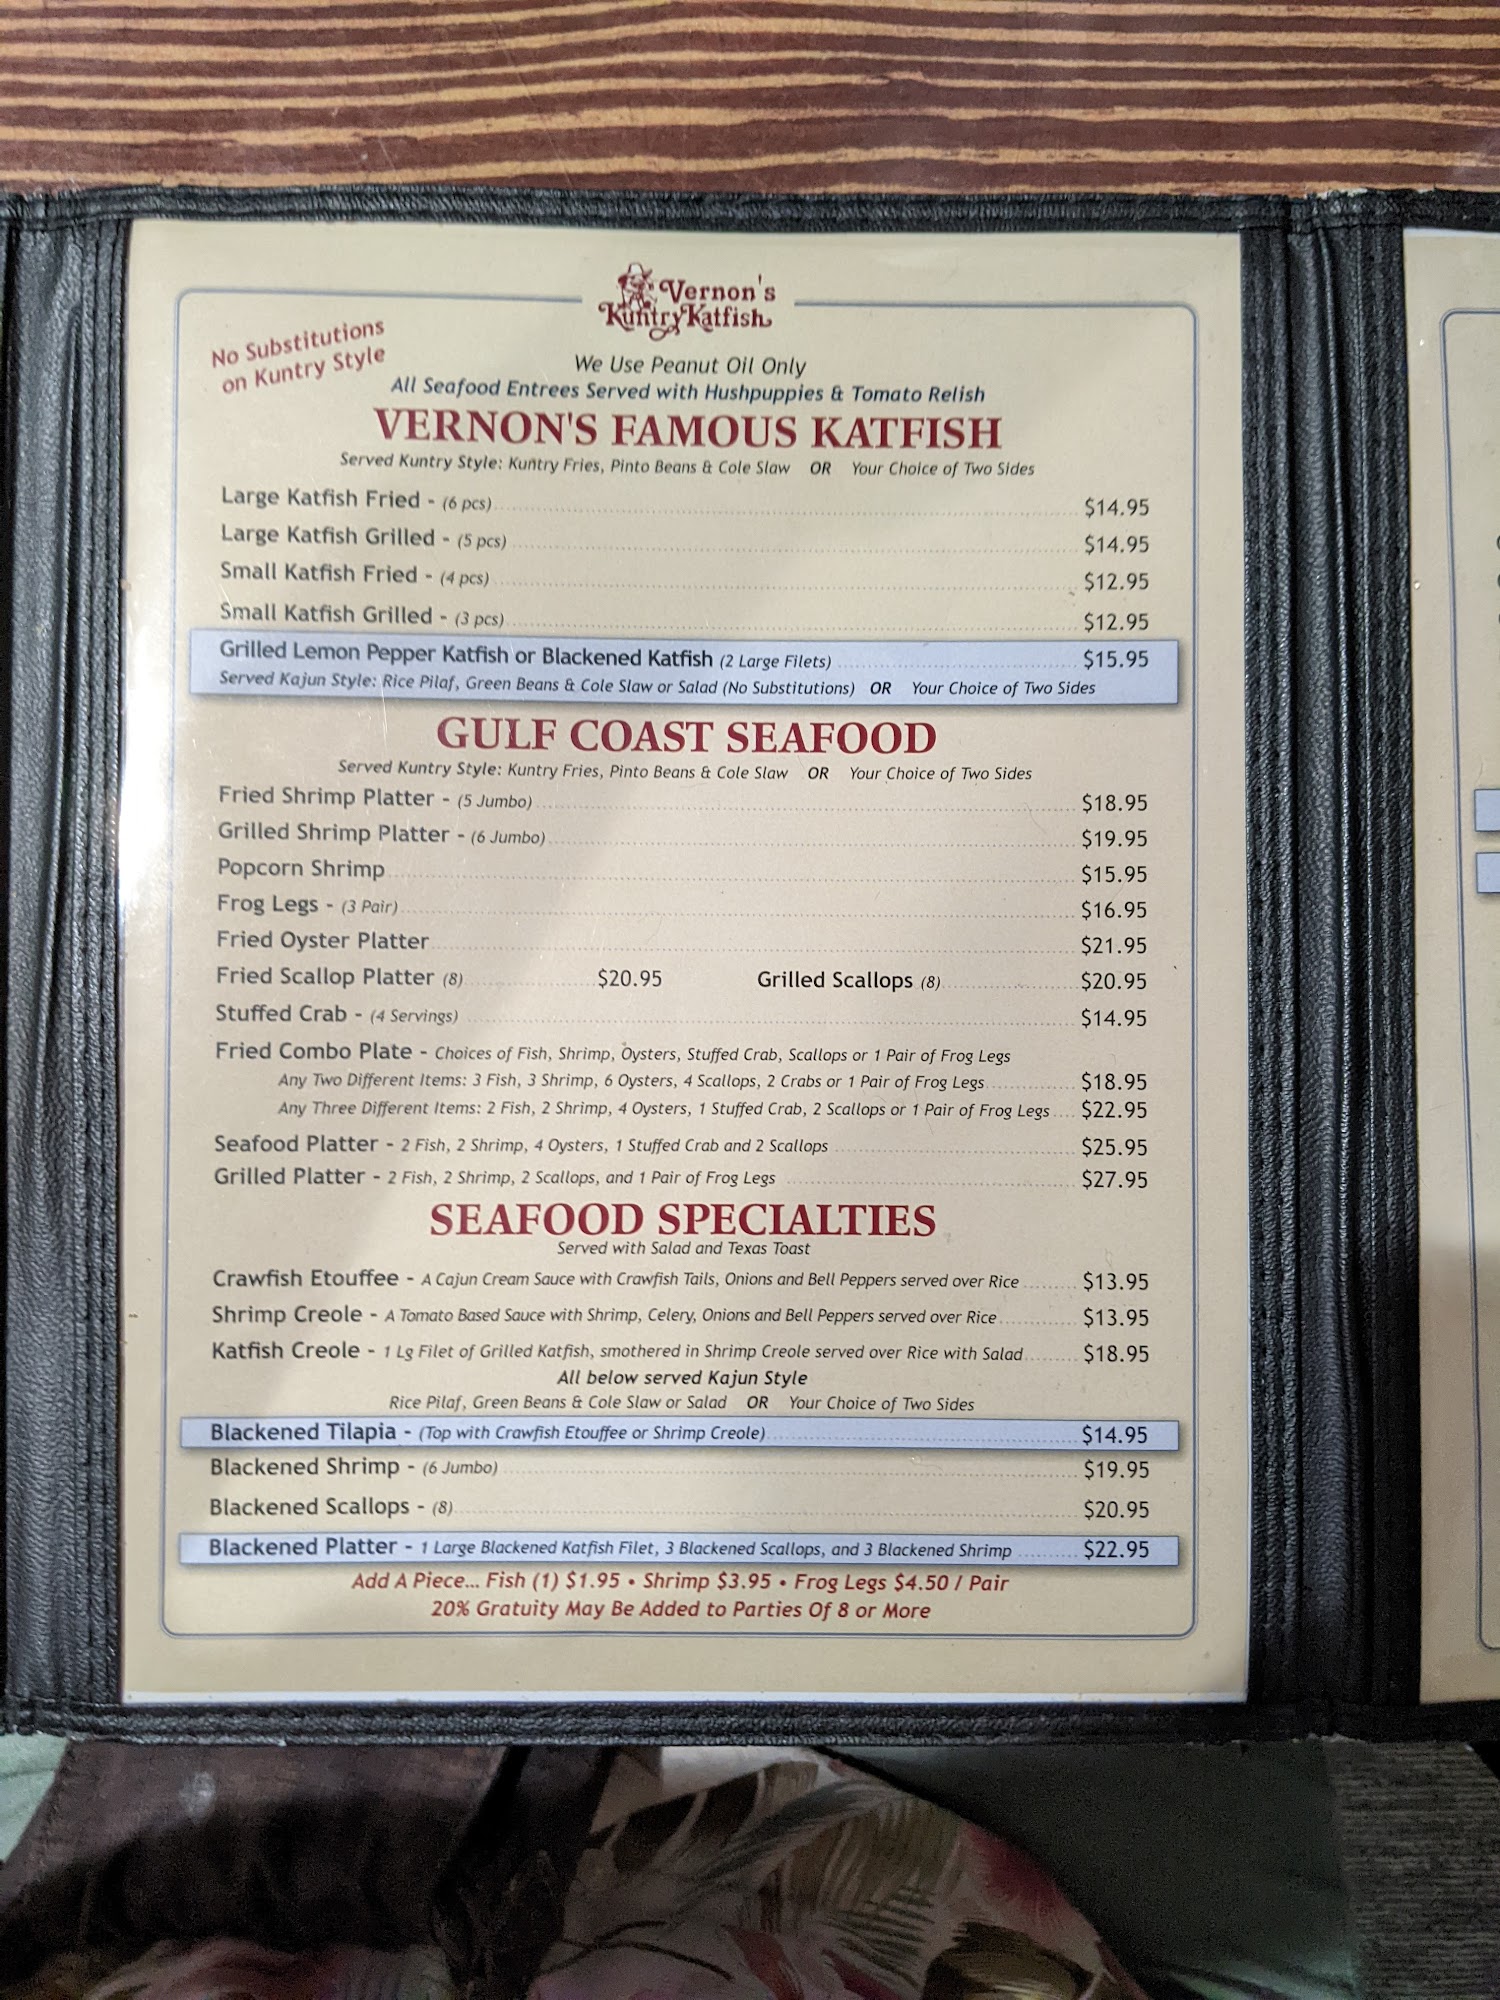 Vernon's
Kuntry Katfish
No Substitutions
on Kuntry Style
We Use Peanut Oil Only
All Seafood Entrees Served with Hushpuppies & Tomato Relish
VERNON'S FAMOUS KATFISH
Served Kuntry Style: Kuntry Fries, Pinto Beans & Cole Slaw OR Your Choice of Two Sides
Large Katfish Fried - (6 pcs) $14.95
Large Katfish Grilled - (5 pcs) $14.95
Small Katfish Fried - (4 pcs) $12.95
Small Katfish Grilled - (3 pcs) $12.95
Grilled Lemon Pepper Katfish or Blackened Katfish (2 Large Filets) $15.95
Served Kajun Style: Rice Pilaf, Green Beans & Cole Slaw or Salad (No Substitutions) OR Your Choice of Two Sides
GULF COAST SEAFOOD
Served Kuntry Style: Kuntry Fries, Pinto Beans & Cole Slaw OR Your Choice of Two Sides
Fried Shrimp Platter - (5 Jumbo) $18.95
Grilled Shrimp Platter - (6 Jumbo) $19.95
Popcorn Shrimp $15.95
Frog Legs - (3 Pair) $16.95
Fried Oyster Platter $21.95
Fried Scallop Platter (8) $20.95 Grilled Scallops (8) $20.95
Stuffed Crab - (4 Servings) $14.95
Fried Combo Plate - Choices of Fish, Shrimp, Oysters, Stuffed Crab, Scallops or 1 Pair of Frog Legs
Any Two Different Items: 3 Fish, 3 Shrimp, 6 Oysters, 4 Scallops, 2 Crabs or 1 Pair of Frog Legs $18.95
Any Three Different Items: 2 Fish, 2 Shrimp, 4 Oysters, 1 Stuffed Crab, 2 Scallops or 1 Pair of Frog Legs $22.95
Seafood Platter - 2 Fish, 2 Shrimp, 4 Oysters, 1 Stuffed Crab and 2 Scallops $25.95
Grilled Platter - 2 Fish, 2 Shrimp, 2 Scallops, and 1 Pair of Frog Legs $27.95
SEAFOOD SPECIALTIES
Served with Salad and Texas Toast
Crawfish Etouffee - A Cajun Cream Sauce with Crawfish Tails, Onions and Bell Peppers served over Rice $13.95
Shrimp Creole - A Tomato Based Sauce with Shrimp, Celery, Onions and Bell Peppers served over Rice $13.95
Katfish Creole - 1 Lg Filet of Grilled Katfish, smothered in Shrimp Creole served over Rice with Salad $18.95
All below served Kajun Style
Rice Pilaf, Green Beans & Cole Slaw or Salad OR Your Choice of Two Sides
Blackened Tilapia - (Top with Crawfish Etouffee or Shrimp Creole) $14.95
Blackened Shrimp - (6 Jumbo) $19.95
Blackened Scallops - (8) $20.95
Blackened Platter - 1 Large Blackened Katfish Filet, 3 Blackened Scallops, and 3 Blackened Shrimp $22.95
Add A Piece... Fish (1) $1.95 • Shrimp $3.95 • Frog Legs $4.50 / Pair
20% Gratuity May Be Added to Parties Of 8 or More